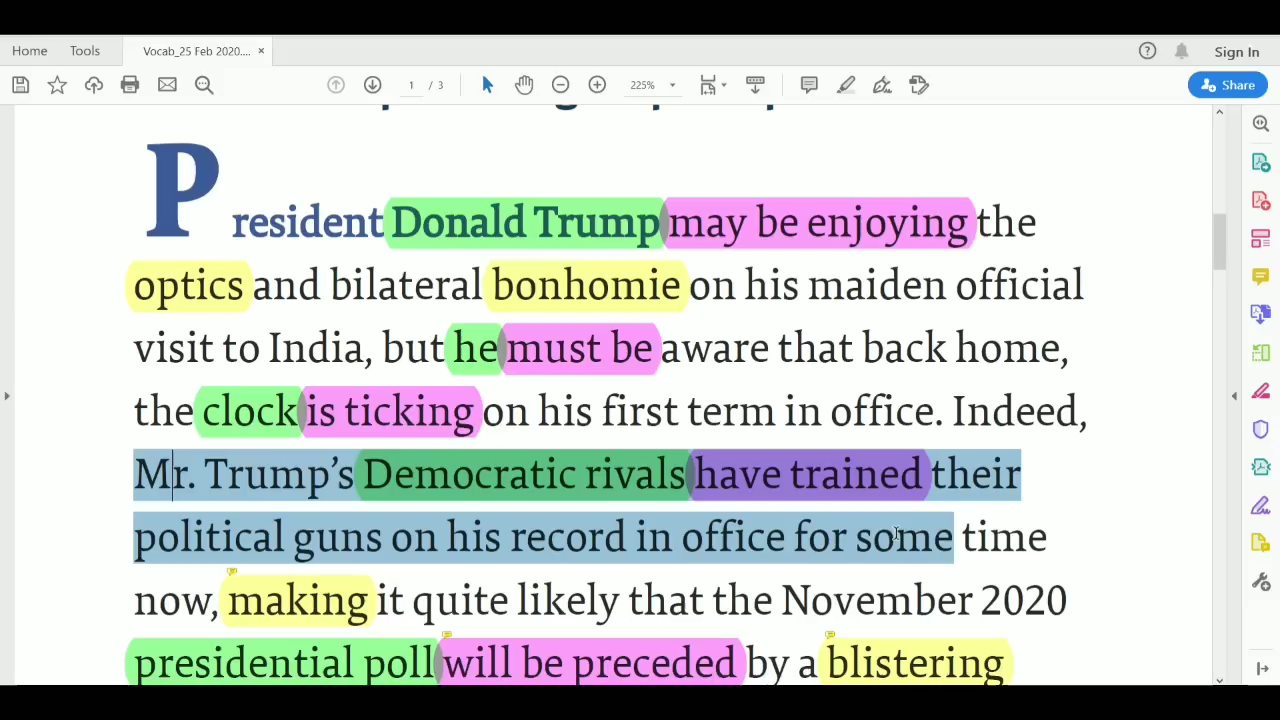 Home Tools Vocab_25 Feb 2020.... × Sign In
1 / 3 225% Share
President Donald Trump may be enjoying the
optics and bilateral bonhomie on his maiden official
visit to India, but he must be aware that back home,
the clock is ticking on his first term in office. Indeed,
Mr. Trump’s Democratic rivals have trained their
political guns on his record in office for some time
now, making it quite likely that the November 2020
presidential poll will be preceded by a blistering